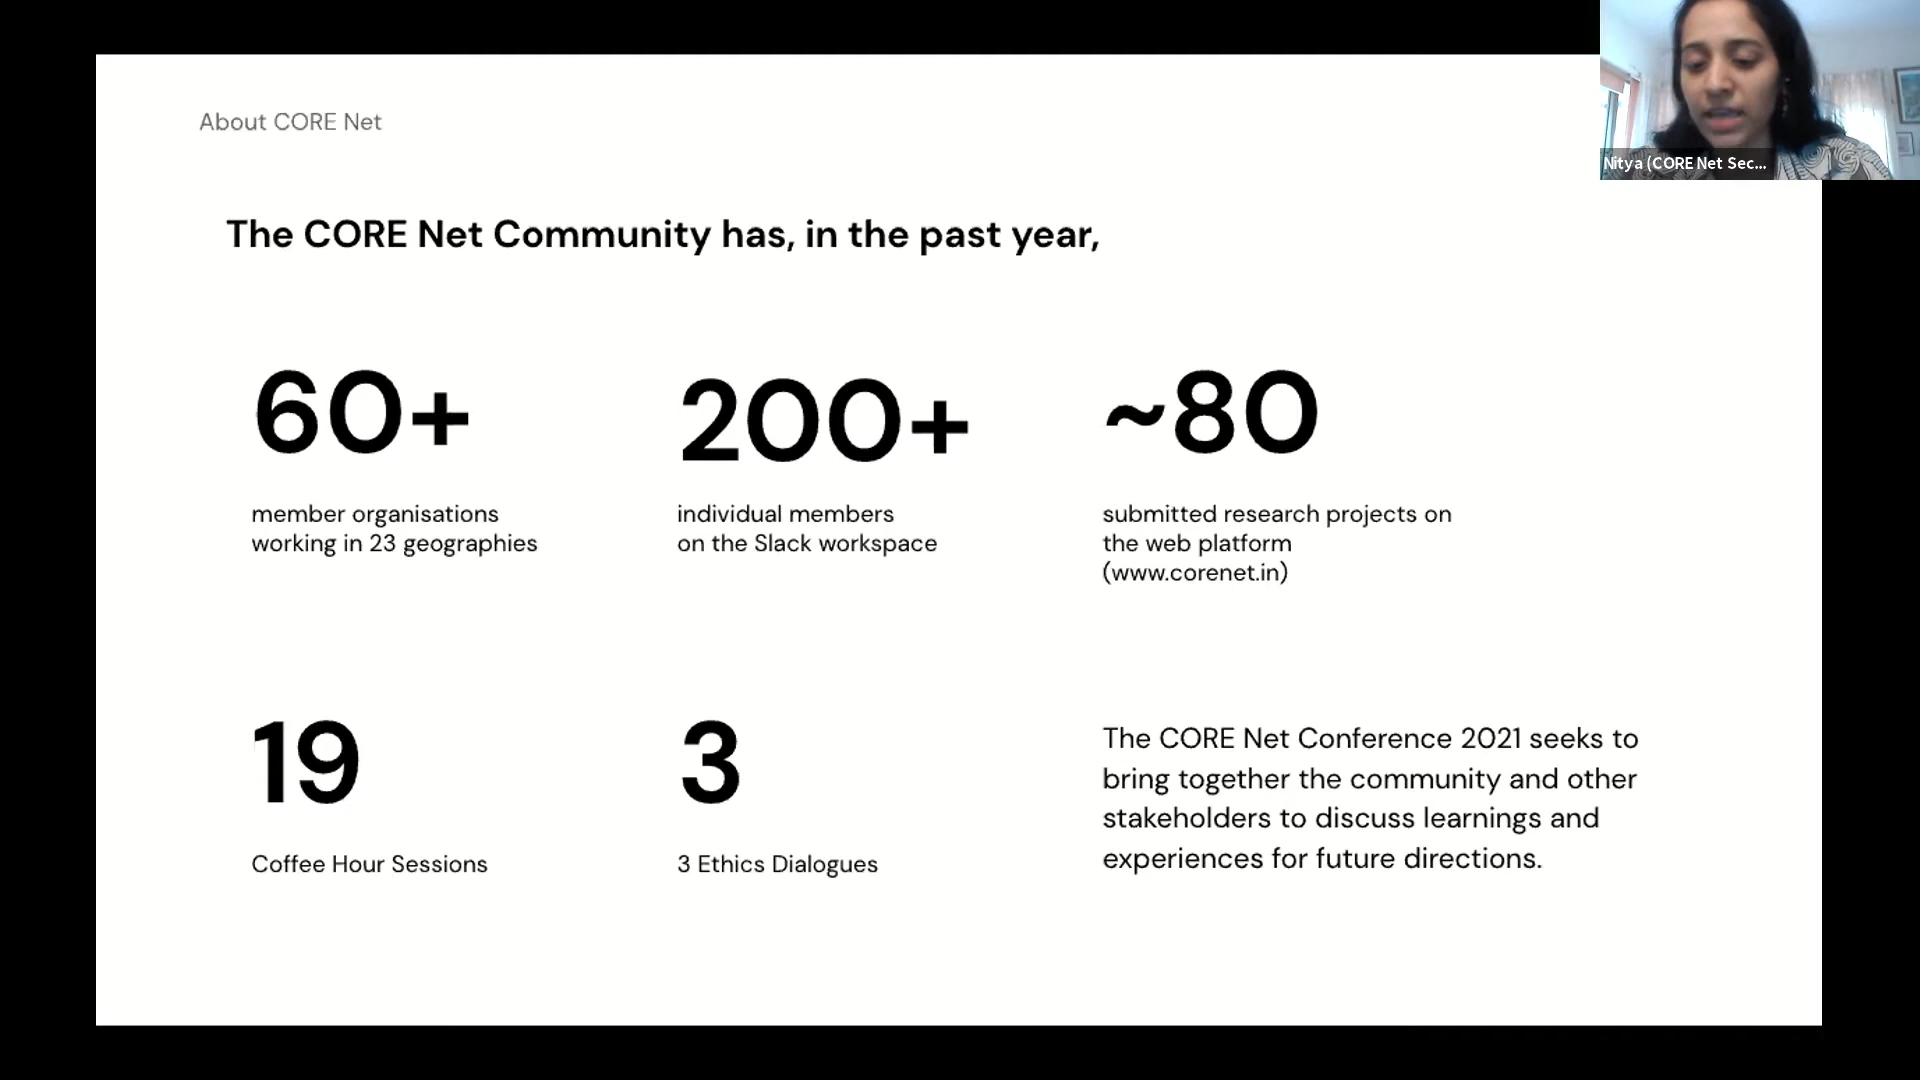 About CORE Net
Nitya (CORE Net Sec...
The CORE Net Community has, in the past year,
60+
member organisations
working in 23 geographies
200+
individual members
on the Slack workspace
~80
submitted research projects on
the web platform
(www.corenet.in)
19
Coffee Hour Sessions
3
3 Ethics Dialogues
The CORE Net Conference 2021 seeks to
bring together the community and other
stakeholders to discuss learnings and
experiences for future directions.